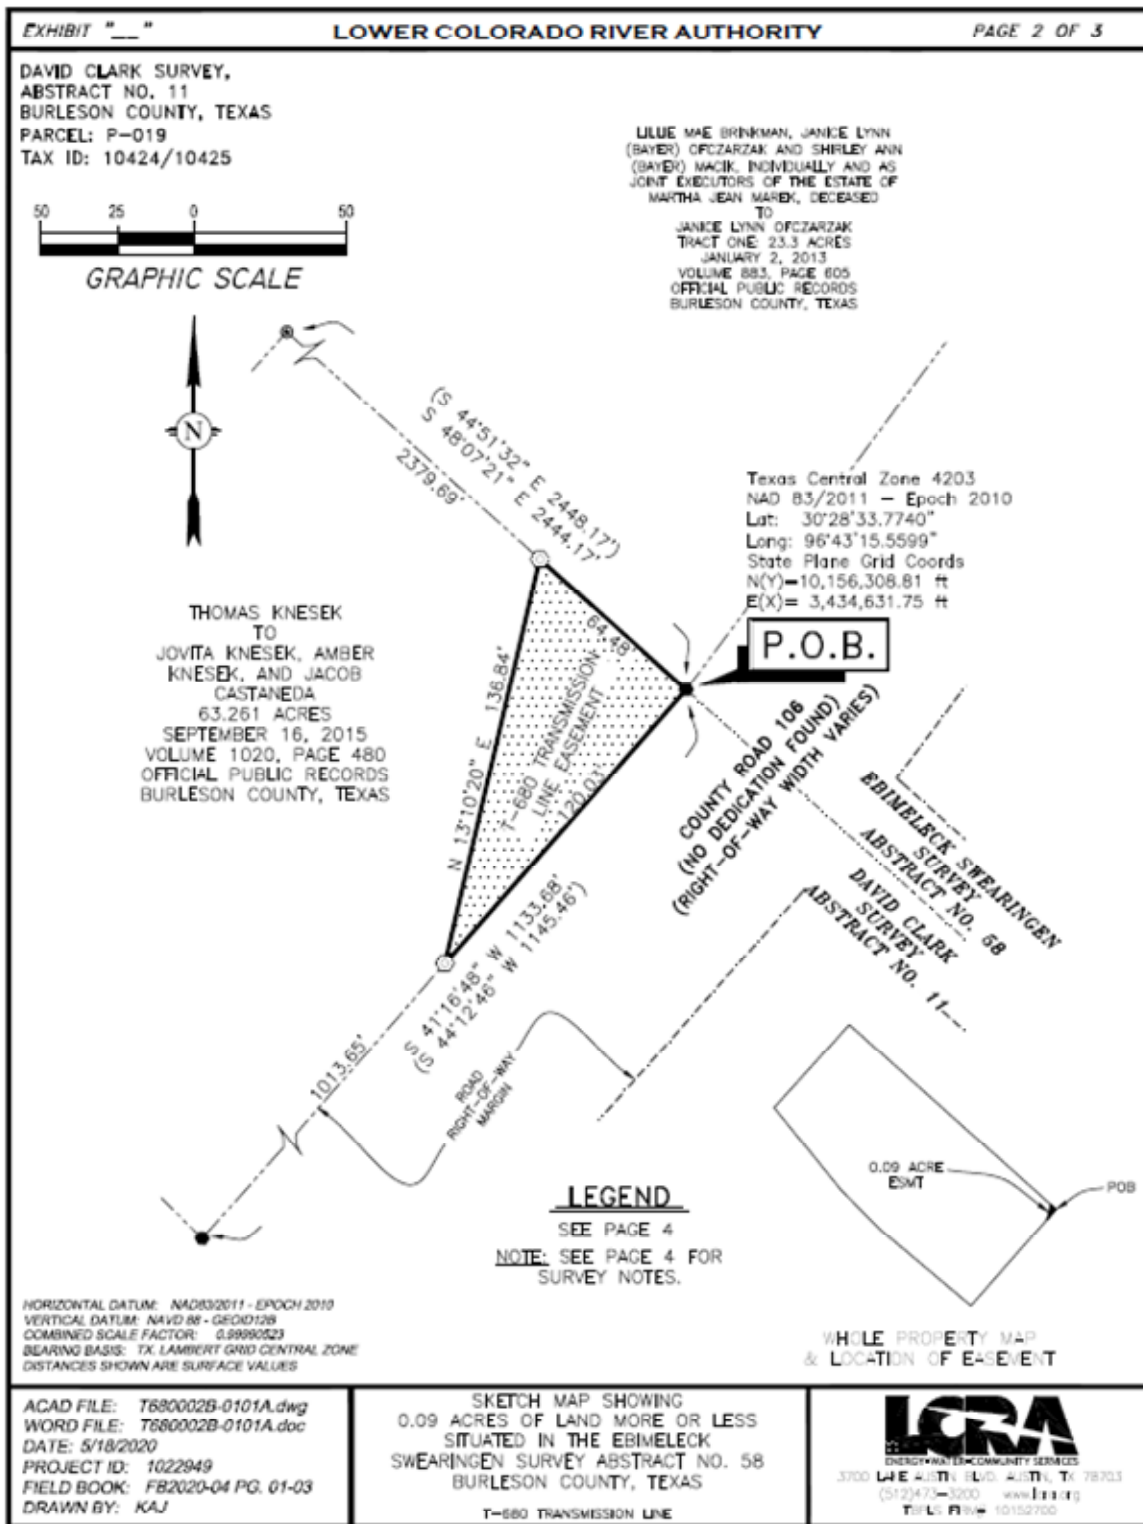 EXHIBIT "__"
LOWER COLORADO RIVER AUTHORITY
PAGE 2 OF 3
DAVID CLARK SURVEY,
ABSTRACT NO. 11
BURLESON COUNTY, TEXAS
PARCEL: P-019
TAX ID: 10424/10425
50 25 0 50
GRAPHIC SCALE
LILLIE MAE BRINKMAN, JANICE LYNN
(BAYER) OFCZARZAK AND SHIRLEY ANN
(BAYER) MACIK, INDIVIDUALLY AND AS
JOINT EXECUTORS OF THE ESTATE OF
MARTHA JEAN MAREK, DECEASED
TO
JANICE LYNN OFCZARZAK
TRACT ONE: 23.3 ACRES
JANUARY 2, 2013
VOLUME 883, PAGE 605
OFFICIAL PUBLIC RECORDS
BURLESON COUNTY, TEXAS
N
(S 44°51'32" E 2448.17')
S 48°07'21" E 2444.17'
2379.69'
Texas Central Zone 4203
NAD 83/2011 - Epoch 2010
Lat: 30°28'33.7740"
Long: 96°43'15.5599"
State Plane Grid Coords
N(Y)=10,156,308.81 ft
E(X)= 3,434,631.75 ft
P.O.B.
THOMAS KNESEK
TO
JOVITA KNESEK, AMBER
KNESEK, AND JACOB
CASTANEDA
63.261 ACRES
SEPTEMBER 16, 2015
VOLUME 1020, PAGE 480
OFFICIAL PUBLIC RECORDS
BURLESON COUNTY, TEXAS
64.48'
N 13°10'20" E 136.84'
T-680 TRANSMISSION
LINE EASEMENT
120.03'
COUNTY ROAD 106
(NO DEDICATION FOUND)
(RIGHT-OF-WAY WIDTH VARIES)
EBIMELECK SWEARINGEN
SURVEY
ABSTRACT NO. 58
DAVID CLARK
SURVEY
ABSTRACT NO. 11
S 41°16'48" W 1133.68'
(S 44°12'46" W 1145.46')
1013.65'
ROAD
RIGHT-OF-WAY
MARGIN
0.09 ACRE
ESMT
POB
LEGEND
SEE PAGE 4
NOTE: SEE PAGE 4 FOR
SURVEY NOTES.
WHOLE PROPERTY MAP
& LOCATION OF EASEMENT
HORIZONTAL DATUM: NAD83/2011 - EPOCH 2010
VERTICAL DATUM: NAVD 88 - GEOID12B
COMBINED SCALE FACTOR: 0.99990523
BEARING BASIS: TX. LAMBERT GRID CENTRAL ZONE
DISTANCES SHOWN ARE SURFACE VALUES
ACAD FILE: T680002B-0101A.dwg
WORD FILE: T680002B-0101A.doc
DATE: 5/18/2020
PROJECT ID: 1022949
FIELD BOOK: FB2020-04 PG. 01-03
DRAWN BY: KAJ
SKETCH MAP SHOWING
0.09 ACRES OF LAND MORE OR LESS
SITUATED IN THE EBIMELECK
SWEARINGEN SURVEY ABSTRACT NO. 58
BURLESON COUNTY, TEXAS
T-680 TRANSMISSION LINE
LCRA
ENERGY•WATER•COMMUNITY SERVICES
3700 LAKE AUSTIN BLVD. AUSTIN, TX 78703
(512)473-3200 www.lcra.org
TBPLS FIRM# 10152700